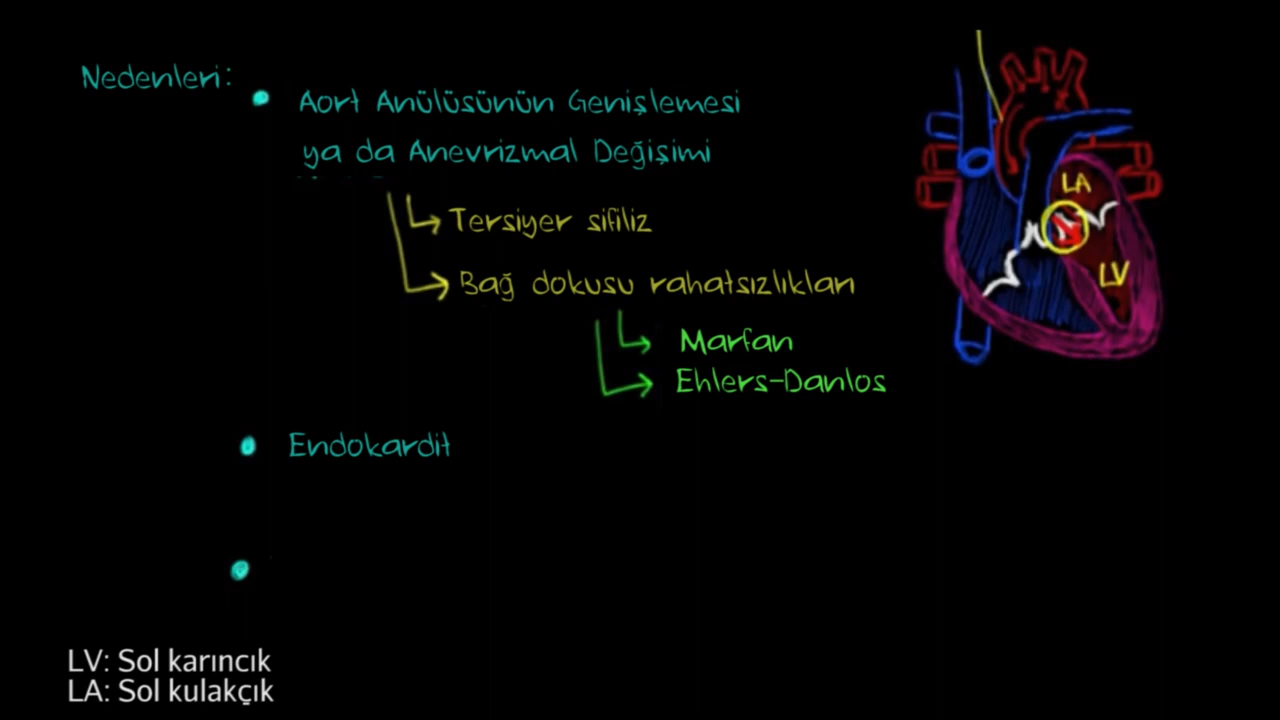 Nedenleri:
• Aort Anülüsünün Genişlemesi
ya da Anevrizmal Değişimi
Tersiyer sifiliz
Bağ dokusu rahatsızlıkları
Marfan
Ehlers-Danlos
• Endokardit
•
LA
LV
LV: Sol karıncık
LA: Sol kulakçık